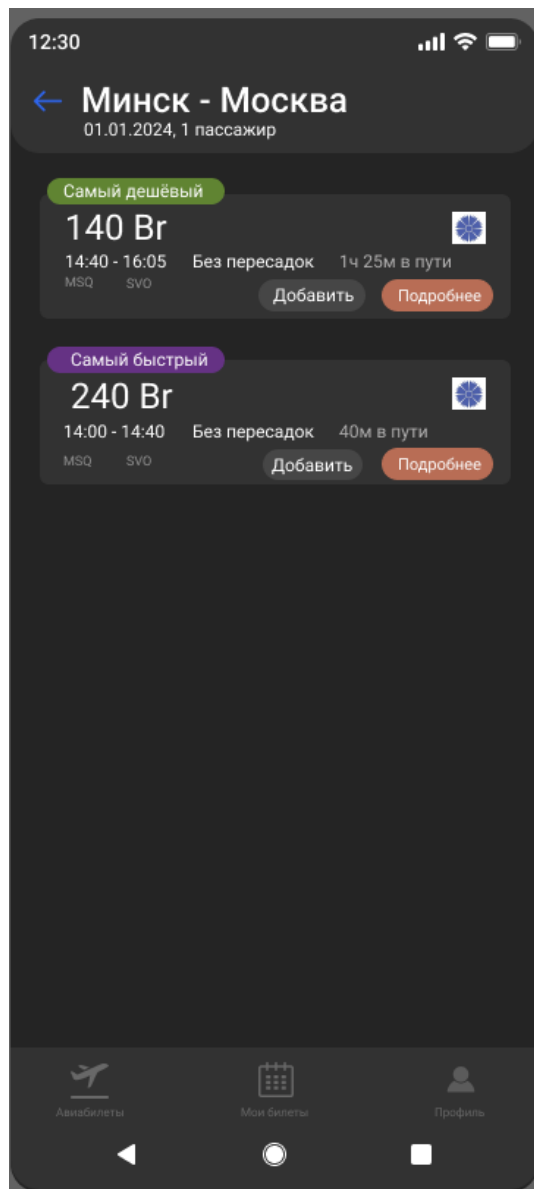 12:30
Минск - Москва
01.01.2024, 1 пассажир
Самый дешёвый
140 Br
14:40 - 16:05 Без пересадок 1ч 25м в пути
MSQ SVO
Добавить Подробнее
Самый быстрый
240 Br
14:00 - 14:40 Без пересадок 40м в пути
MSQ SVO
Добавить Подробнее
Авиабилеты Мои билеты Профиль